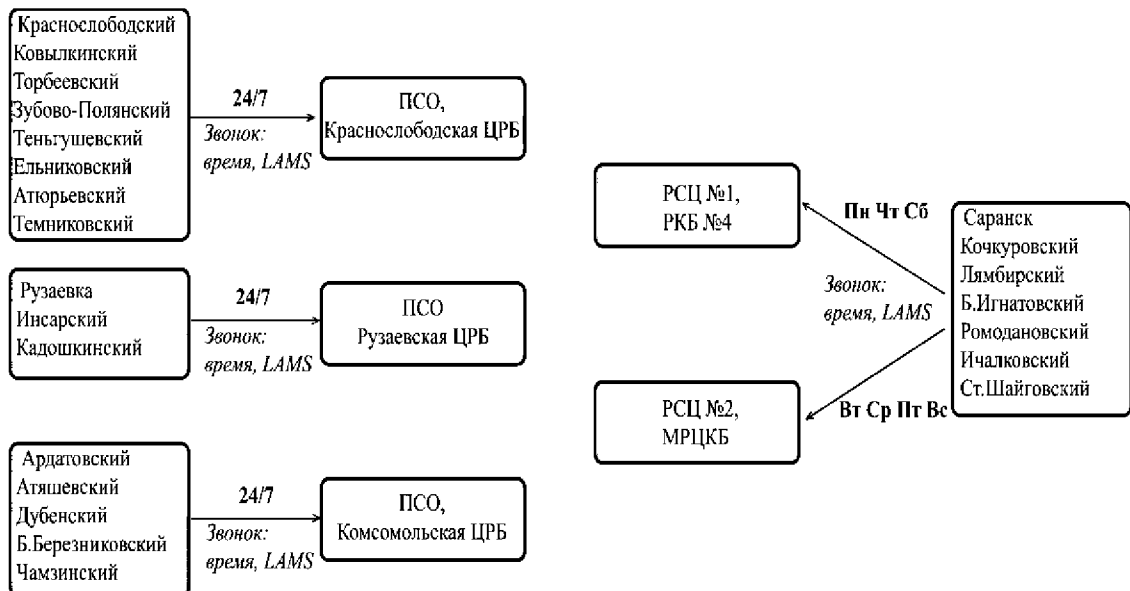 Краснослободский
Ковылкинский
Торбеевский
Зубово-Полянский
Теньгушевский
Ельниковский
Атюрьевский
Темниковский
24/7
Звонок:
время, LAMS
ПСО,
Краснослободская ЦРБ
Рузаевка
Инсарский
Кадошкинский
24/7
Звонок:
время, LAMS
ПСО
Рузаевская ЦРБ
Ардатовский
Атяшевский
Дубенский
Б.Березниковский
Чамзинский
24/7
Звонок:
время, LAMS
ПСО,
Комсомольская ЦРБ
РСЦ №1,
РКБ №4
Пн Чт Сб
Звонок:
время, LAMS
РСЦ №2,
МРЦКБ
Вт Ср Пт Вс
Саранск
Кочкуровский
Лямбирский
Б.Игнатовский
Ромодановский
Ичалковский
Ст.Шайговский